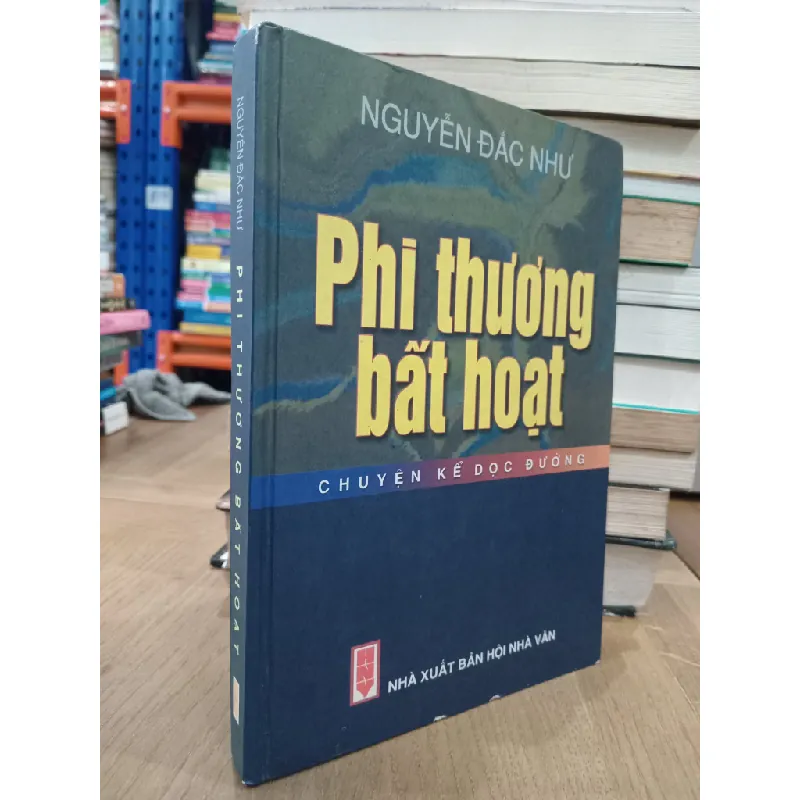 NGUYỄN ĐẮC NHƯ
Phi thương
bất hoạt
CHUYỆN KỂ DỌC ĐƯỜNG
NHÀ XUẤT BẢN HỘI NHÀ VĂN
NGUYỄN ĐẮC NHƯ PHI THƯƠNG BẤT HOẠT